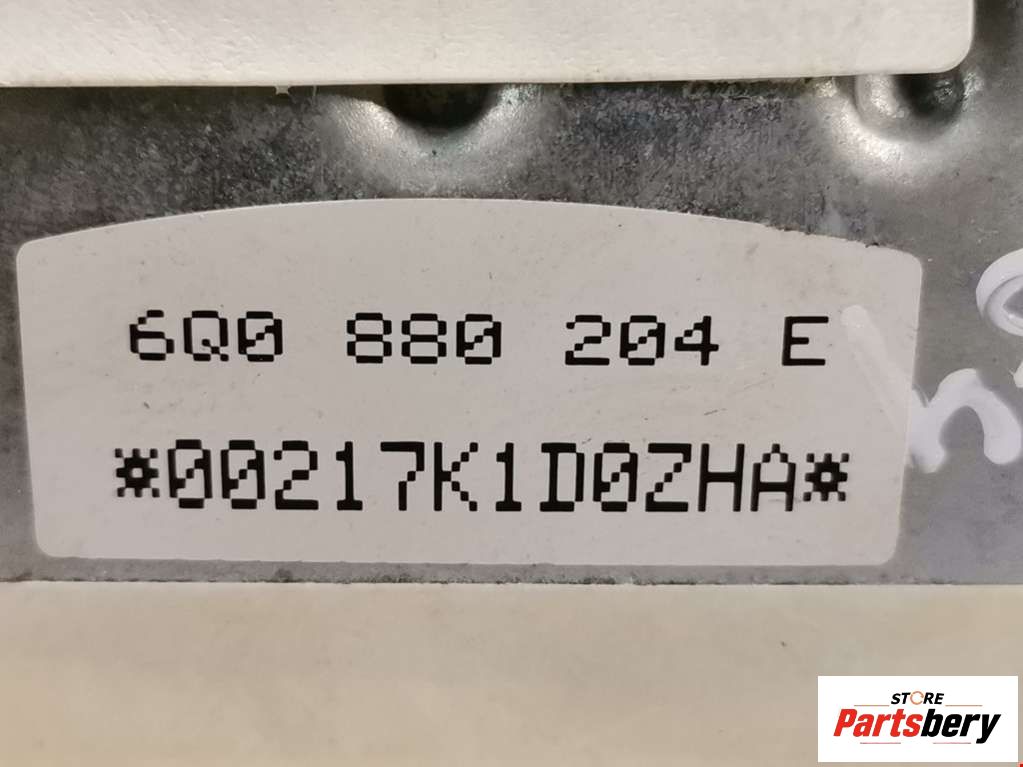 6Q0 880 204 E
*00217K1D0ZHA*
STORE
Partsbery